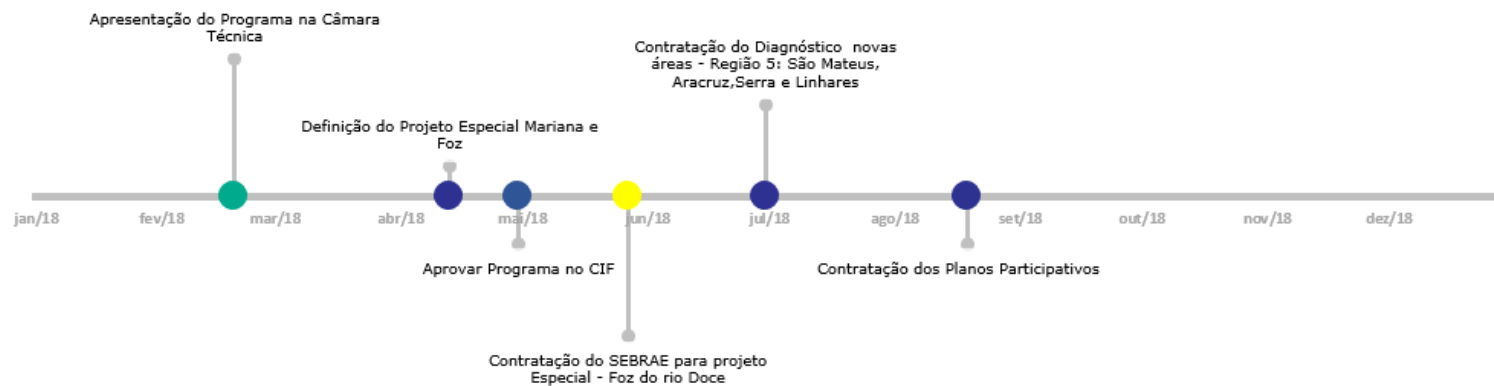 Apresentação do Programa na Câmara
Técnica
Contratação do Diagnóstico novas
áreas - Região 5: São Mateus,
Aracruz,Serra e Linhares
Definição do Projeto Especial Mariana e
Foz
jan/18 fev/18 mar/18 abr/18 mai/18 jun/18 jul/18 ago/18 set/18 out/18 nov/18 dez/18
Aprovar Programa no CIF
Contratação dos Planos Participativos
Contratação do SEBRAE para projeto
Especial - Foz do rio Doce